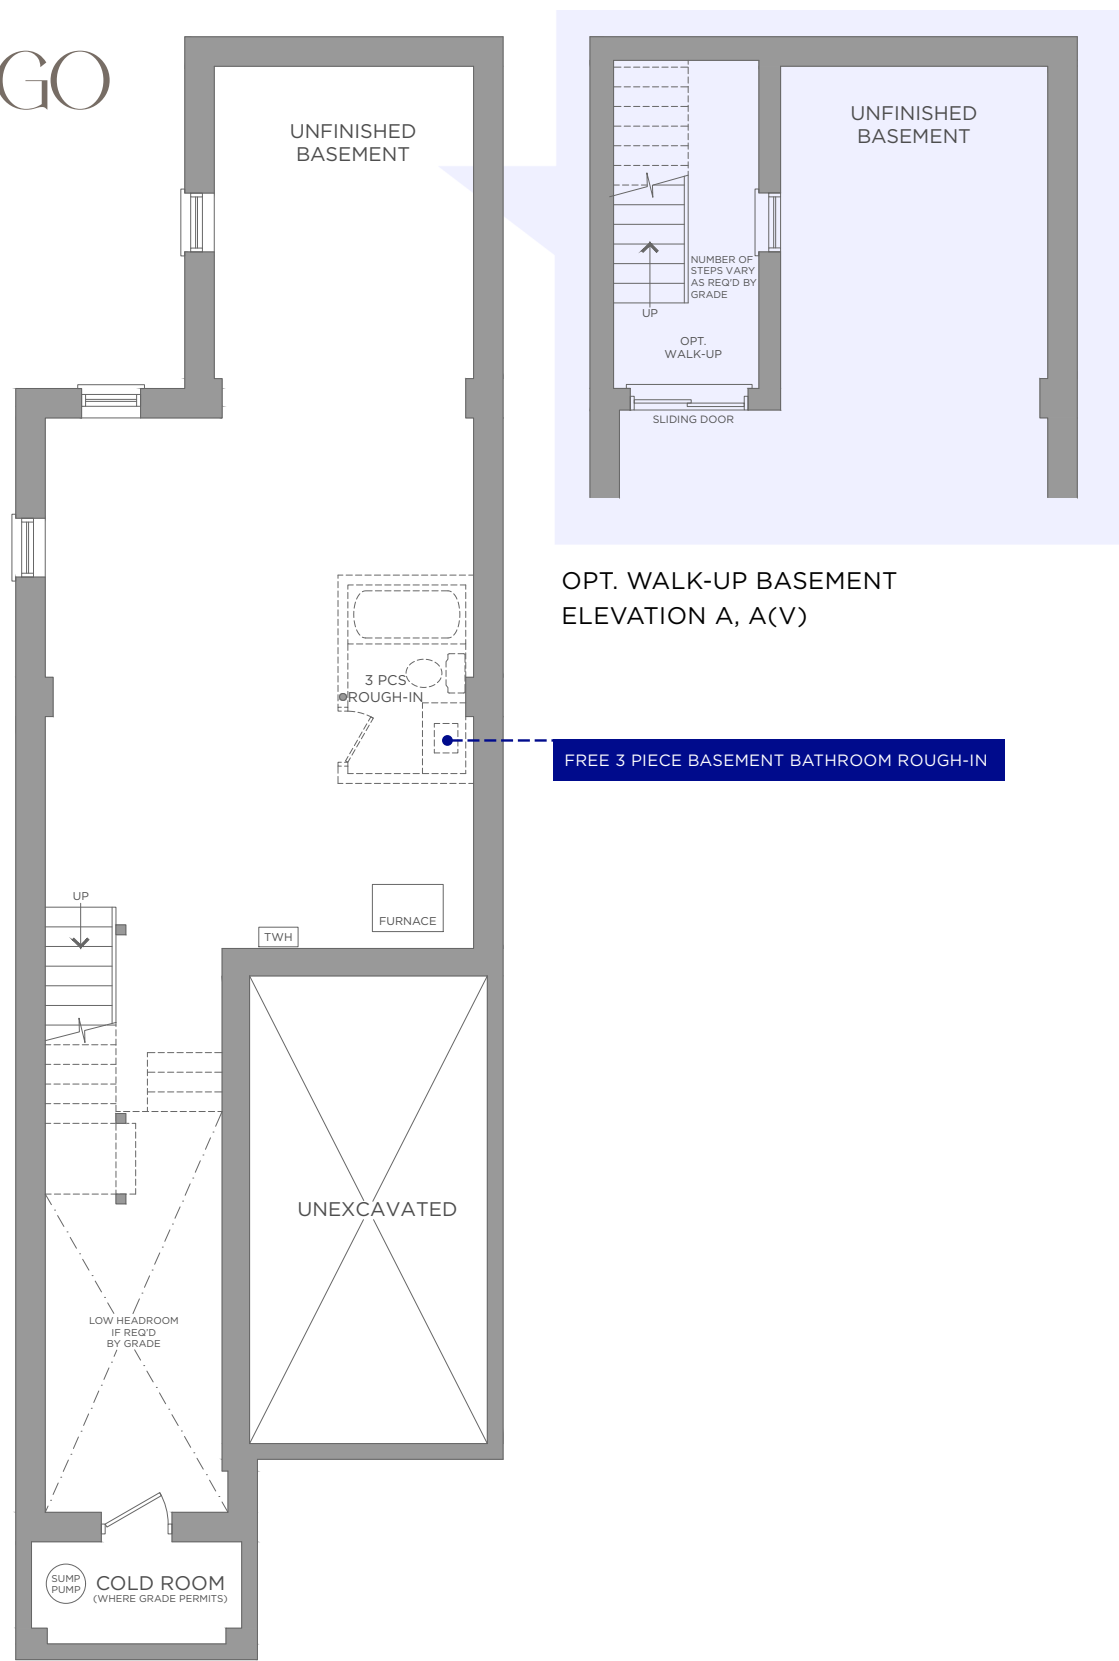 GO
UNFINISHED
BASEMENT
UNFINISHED
BASEMENT
NUMBER OF
STEPS VARY
AS REQ'D BY
GRADE
UP
OPT.
WALK-UP
SLIDING DOOR
OPT. WALK-UP BASEMENT
ELEVATION A, A(V)
3 PCS
ROUGH-IN
FREE 3 PIECE BASEMENT BATHROOM ROUGH-IN
UP
FURNACE
TWH
UNEXCAVATED
LOW HEADROOM
IF REQ'D
BY GRADE
SUMP
PUMP
COLD ROOM
(WHERE GRADE PERMITS)